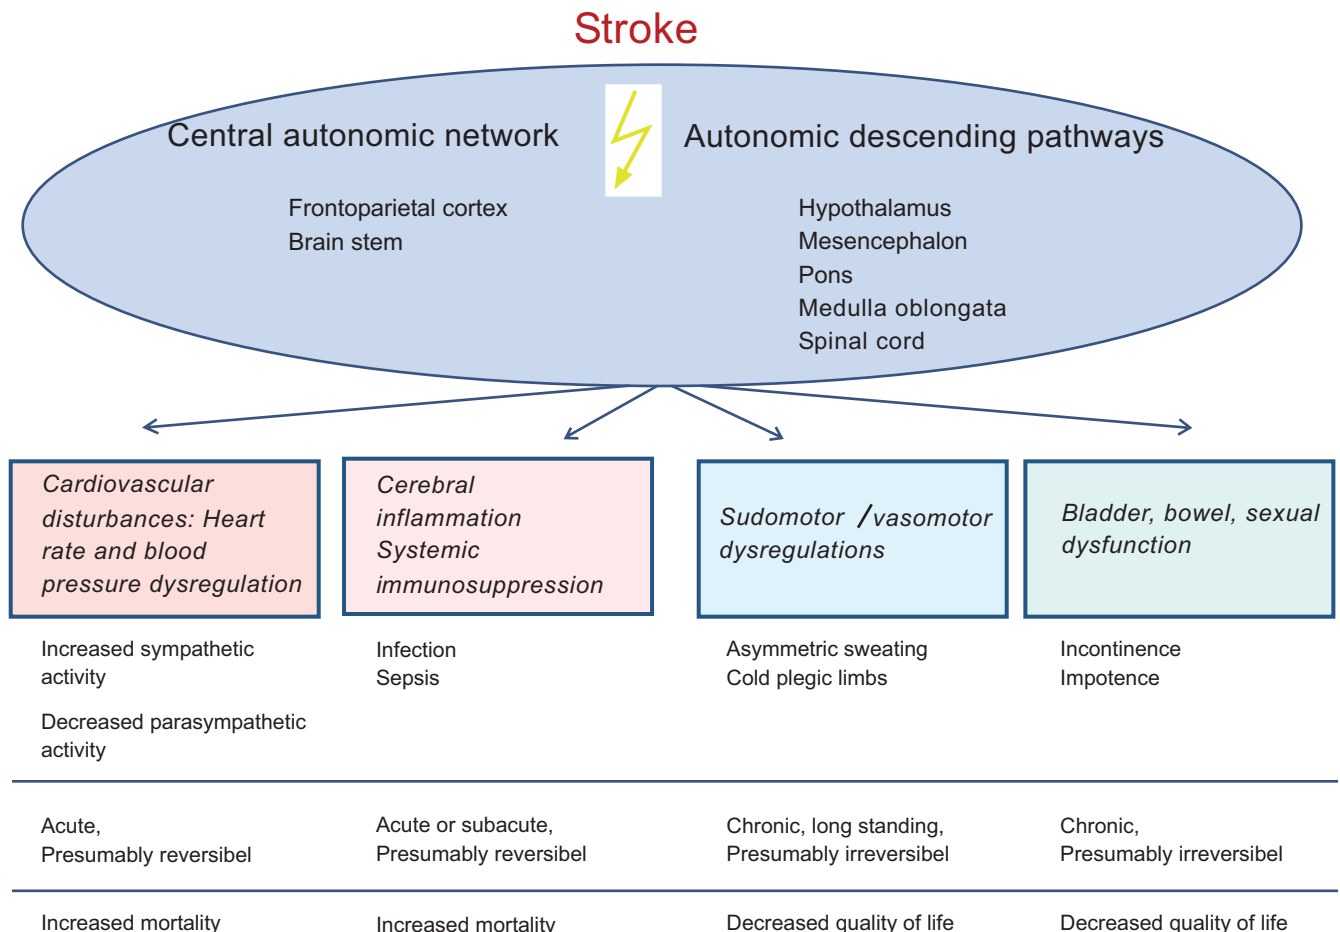 Stroke
Central autonomic network
Autonomic descending pathways
Frontoparietal cortex
Brain stem
Hypothalamus
Mesencephalon
Pons
Medulla oblongata
Spinal cord
Cardiovascular
disturbances: Heart
rate and blood
pressure dysregulation
Cerebral
inflammation
Systemic
immunosuppression
Sudomotor /vasomotor
dysregulations
Bladder, bowel, sexual
dysfunction
Increased sympathetic
activity
Decreased parasympathetic
activity
Infection
Sepsis
Asymmetric sweating
Cold plegic limbs
Incontinence
Impotence
Acute,
Presumably reversibel
Acute or subacute,
Presumably reversibel
Chronic, long standing,
Presumably irreversibel
Chronic,
Presumably irreversibel
Increased mortality
Increased mortality
Decreased quality of life
Decreased quality of life